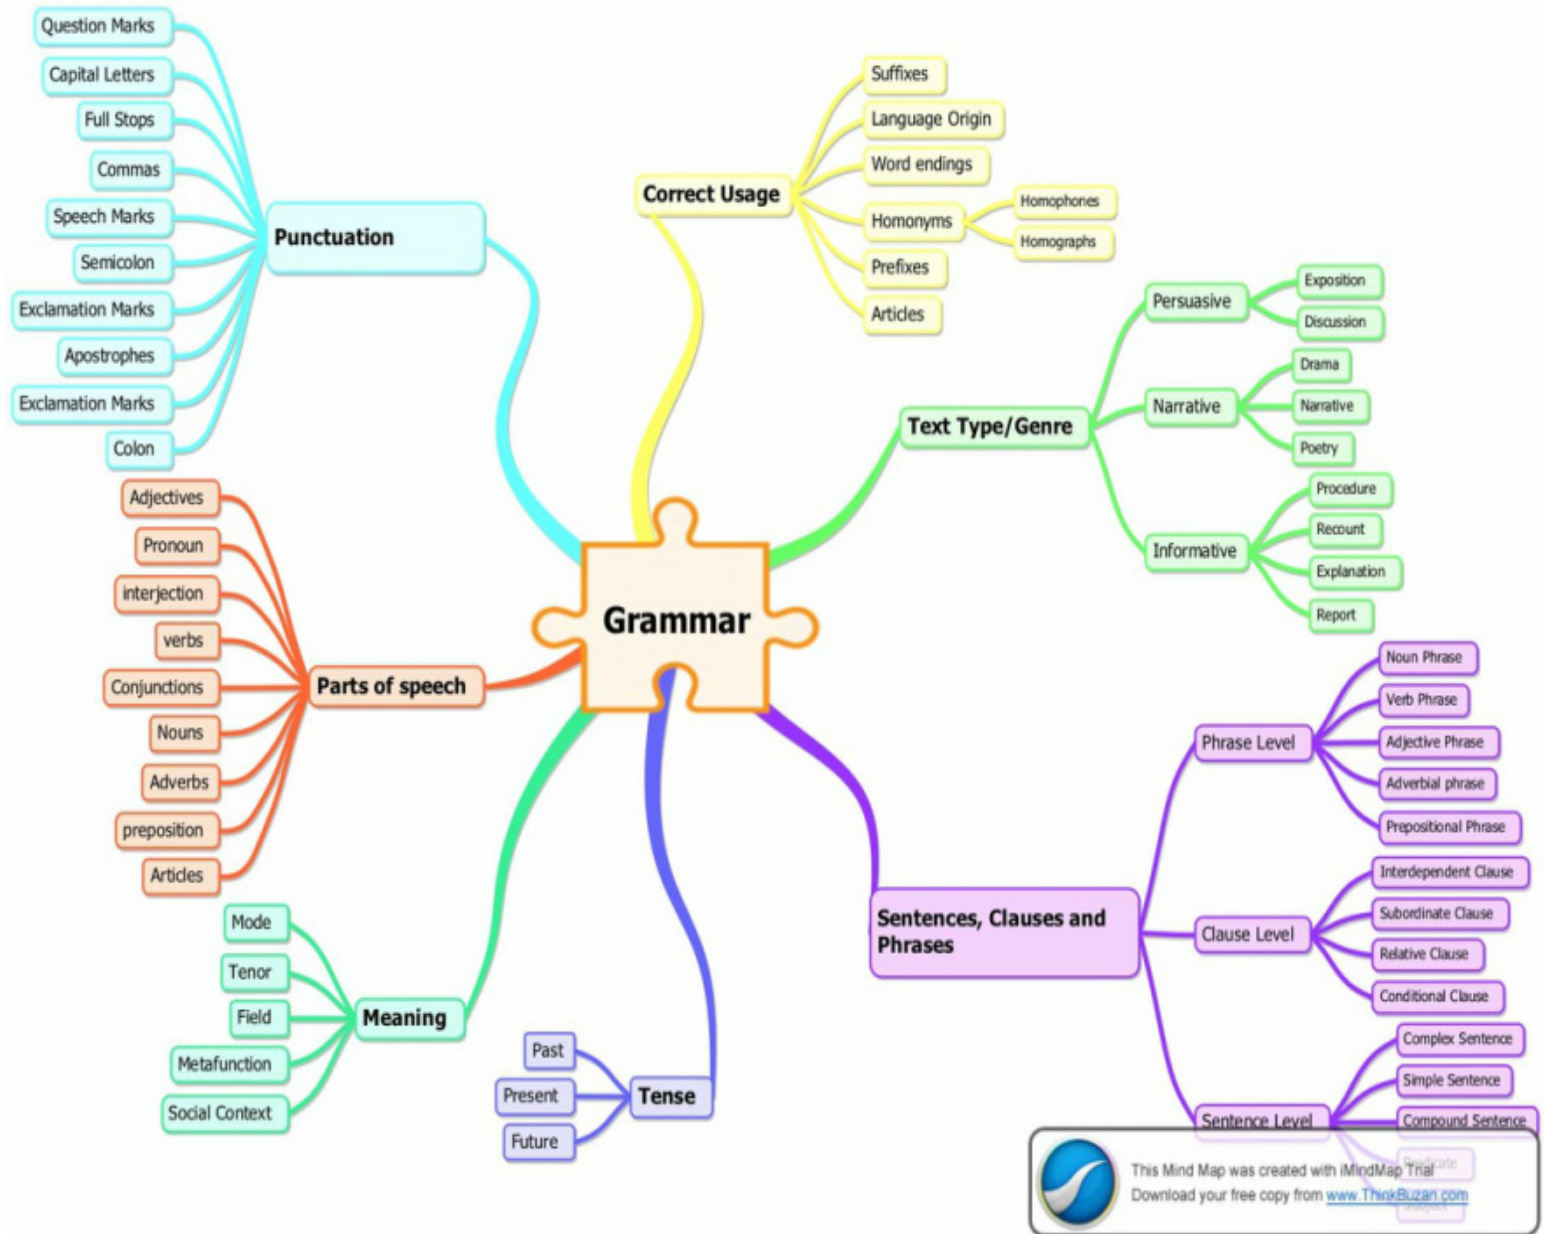 Question Marks
Capital Letters
Full Stops
Commas
Speech Marks
Semicolon
Exclamation Marks
Apostrophes
Exclamation Marks
Colon
Punctuation
Correct Usage
Suffixes
Language Origin
Word endings
Homonyms
Homophones
Homographs
Prefixes
Articles
Text Type/Genre
Persuasive
Exposition
Discussion
Narrative
Drama
Narrative
Poetry
Informative
Procedure
Recount
Explanation
Report
Grammar
Adjectives
Pronoun
interjection
verbs
Conjunctions
Nouns
Adverbs
preposition
Articles
Parts of speech
Mode
Tenor
Field
Metafunction
Social Context
Meaning
Past
Present
Future
Tense
Sentences, Clauses and
Phrases
Phrase Level
Noun Phrase
Verb Phrase
Adjective Phrase
Adverbial phrase
Prepositional Phrase
Clause Level
Interdependent Clause
Subordinate Clause
Relative Clause
Conditional Clause
Sentence Level
Complex Sentence
Simple Sentence
Compound Sentence
Predicate
Subject
This Mind Map was created with iMindMap Trial
Download your free copy from www.ThinkBuzan.com